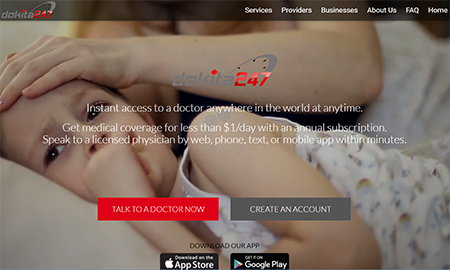 dokita247
Services Providers Businesses About Us FAQ Home
dokita247
Instant access to a doctor anywhere in the world at anytime.
Get medical coverage for less than $1/day with an annual subscription.
Speak to a licensed physician by web, phone, text, or mobile app within minutes.
TALK TO A DOCTOR NOW CREATE AN ACCOUNT
DOWNLOAD OUR APP
Download on the GET IT ON
App Store Google Play